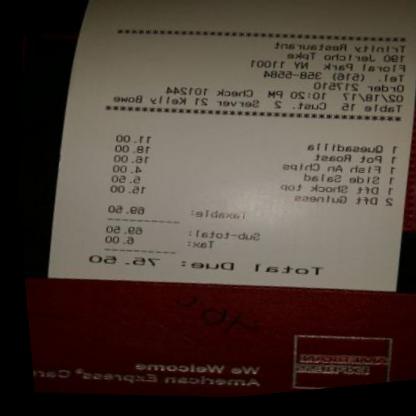 Trinity Restaurant
190 Jericho Tpke
Floral Park NY 11001
Tel. (516) 358-5584
Order 217510
02/18/17 10:20 PM Check 101244
Table 15 Cust. 2 Server 21 Kelly Bowe
1 Quesadilla 11.00
1 Pot Roast 18.00
1 Fish An Chips 16.00
1 Side Salad 4.00
1 Dft Shock top 5.50
2 Dft Guiness 15.00
Taxable: 69.50
Sub-total: 69.50
Tax: 6.00
Total Due: 75.50
We Welcome
American Express® Car
AMERICAN
EXPRESS